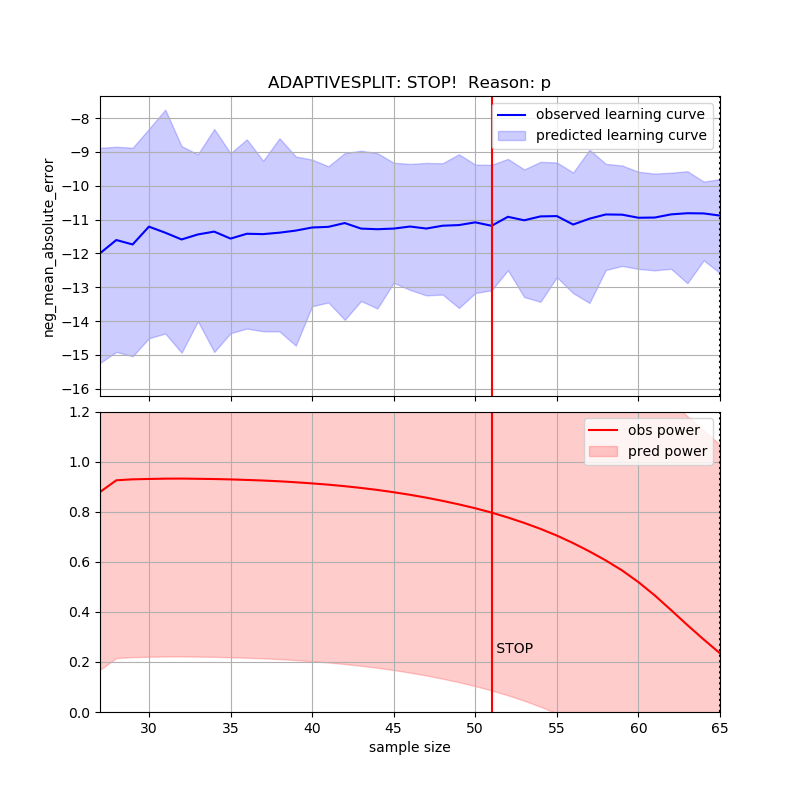 ADAPTIVESPLIT: STOP!  Reason: p
observed learning curve
predicted learning curve
neg_mean_absolute_error
−8
−9
−10
−11
−12
−13
−14
−15
−16
obs power
pred power
1.2
1.0
0.8
0.6
0.4
0.2
0.0
STOP
30 35 40 45 50 55 60 65
sample size